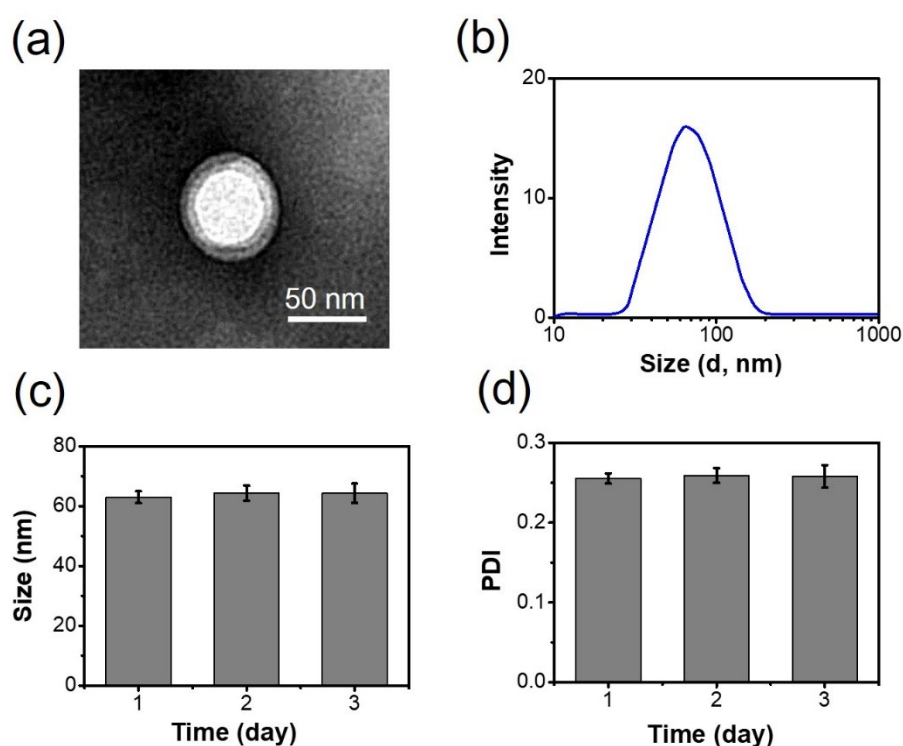 (a)
50 nm
(b)
20
10
0
Intensity
10
100
1000
Size (d, nm)
(c)
80
60
40
20
0
Size (nm)
1
2
3
Time (day)
(d)
0.3
0.2
0.1
0.0
PDI
1
2
3
Time (day)